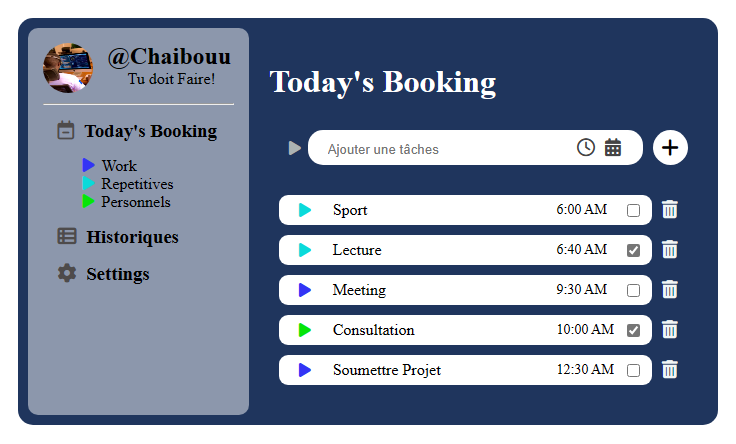 @Chaibouu
Tu doit Faire!
Today's Booking
Work
Repetitives
Personnels
Historiques
Settings
Today's Booking
Ajouter une tâches
Sport 6:00 AM
Lecture 6:40 AM
Meeting 9:30 AM
Consultation 10:00 AM
Soumettre Projet 12:30 AM